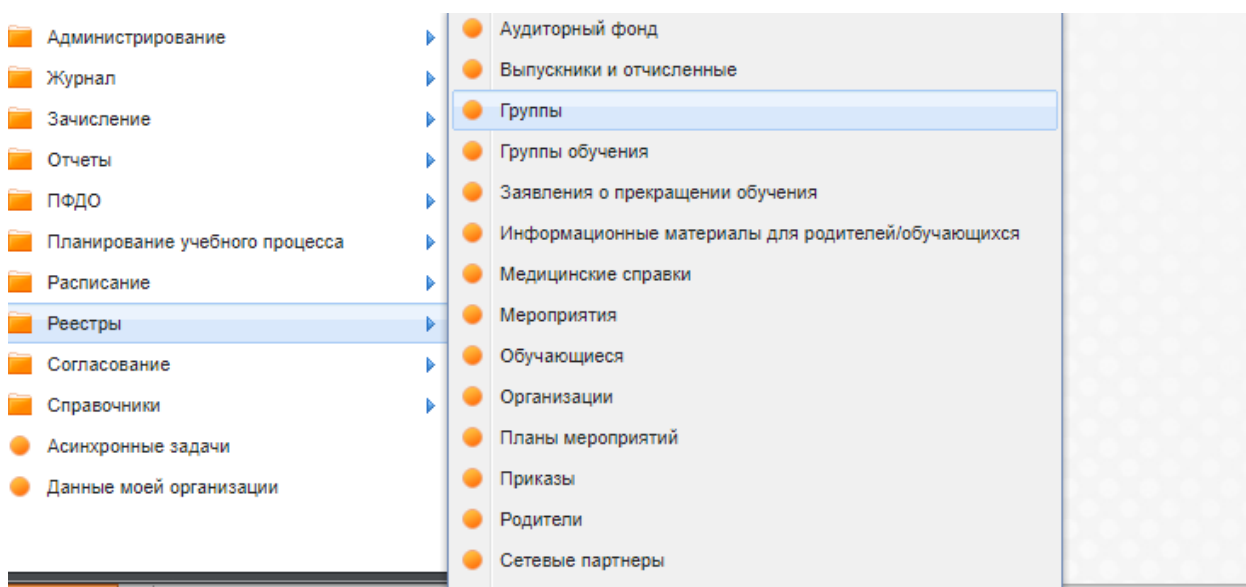 Администрирование
Журнал
Зачисление
Отчеты
ПФДО
Планирование учебного процесса
Расписание
Реестры
Согласование
Справочники
Асинхронные задачи
Данные моей организации
Аудиторный фонд
Выпускники и отчисленные
Группы
Группы обучения
Заявления о прекращении обучения
Информационные материалы для родителей/обучающихся
Медицинские справки
Мероприятия
Обучающиеся
Организации
Планы мероприятий
Приказы
Родители
Сетевые партнеры